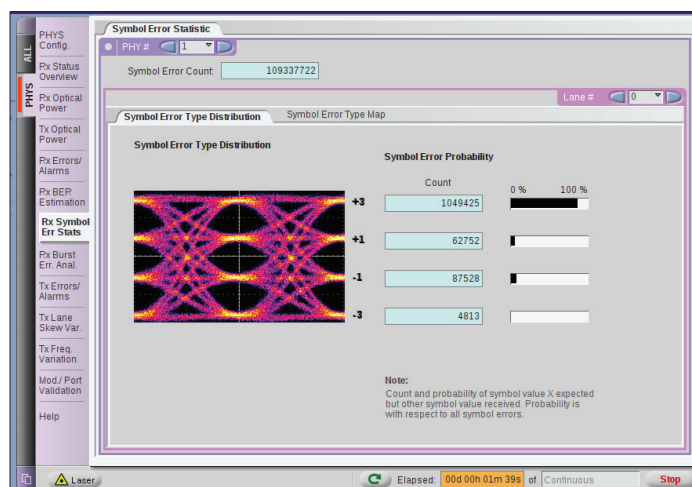 Symbol Error Statistic
PHY # 1
Symbol Error Count 109337722
Lane # 0
Symbol Error Type Distribution
Symbol Error Type Map
Symbol Error Type Distribution
Symbol Error Probability
Count
0 % 100 %
+3 1049425
+1 62752
-1 87528
-3 4813
Note:
Count and probability of symbol value X expected
but other symbol value received. Probability is
with respect to all symbol errors.
ALL
PHYS
PHYS
Config.
Rx Status
Overview
Rx Optical
Power
Tx Optical
Power
Rx Errors/
Alarms
Rx BER
Estimation
Rx Symbol
Err Stats
Rx Burst
Err. Anal.
Tx Errors/
Alarms
Tx Lane
Skew Var.
Tx Freq.
Variation
Mod./ Port
Validation
Help
Laser
Elapsed: 00d 00h 01m 39s of Continuous
Stop